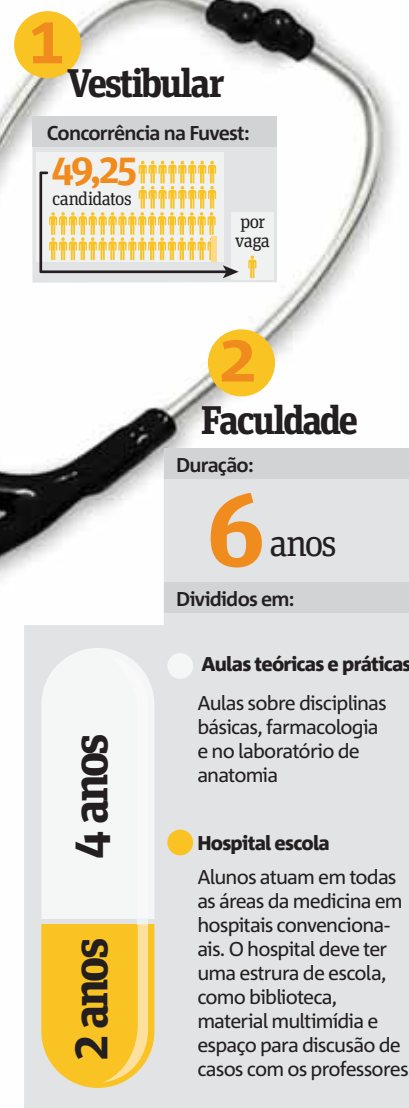 1
Vestibular
Concorrência na Fuvest:
49,25
candidatos
por
vaga
2
Faculdade
Duração:
6 anos
Divididos em:
4 anos
Aulas teóricas e práticas
Aulas sobre disciplinas
básicas, farmacologia
e no laboratório de
anatomia
2 anos
Hospital escola
Alunos atuam em todas
as áreas da medicina em
hospitais convenciona-
ais. O hospital deve ter
uma estrura de escola,
como biblioteca,
material multimídia e
espaço para discusão de
casos com os professores